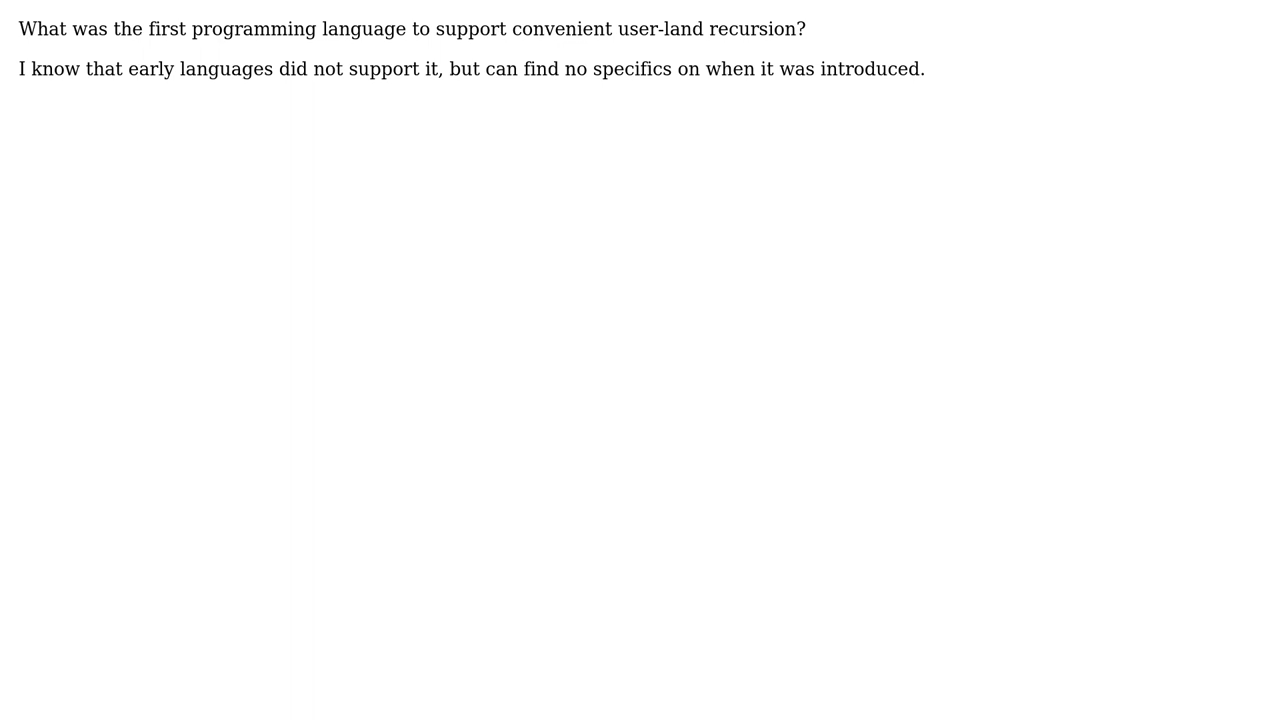 What was the first programming language to support convenient user-land recursion?
I know that early languages did not support it, but can find no specifics on when it was introduced.